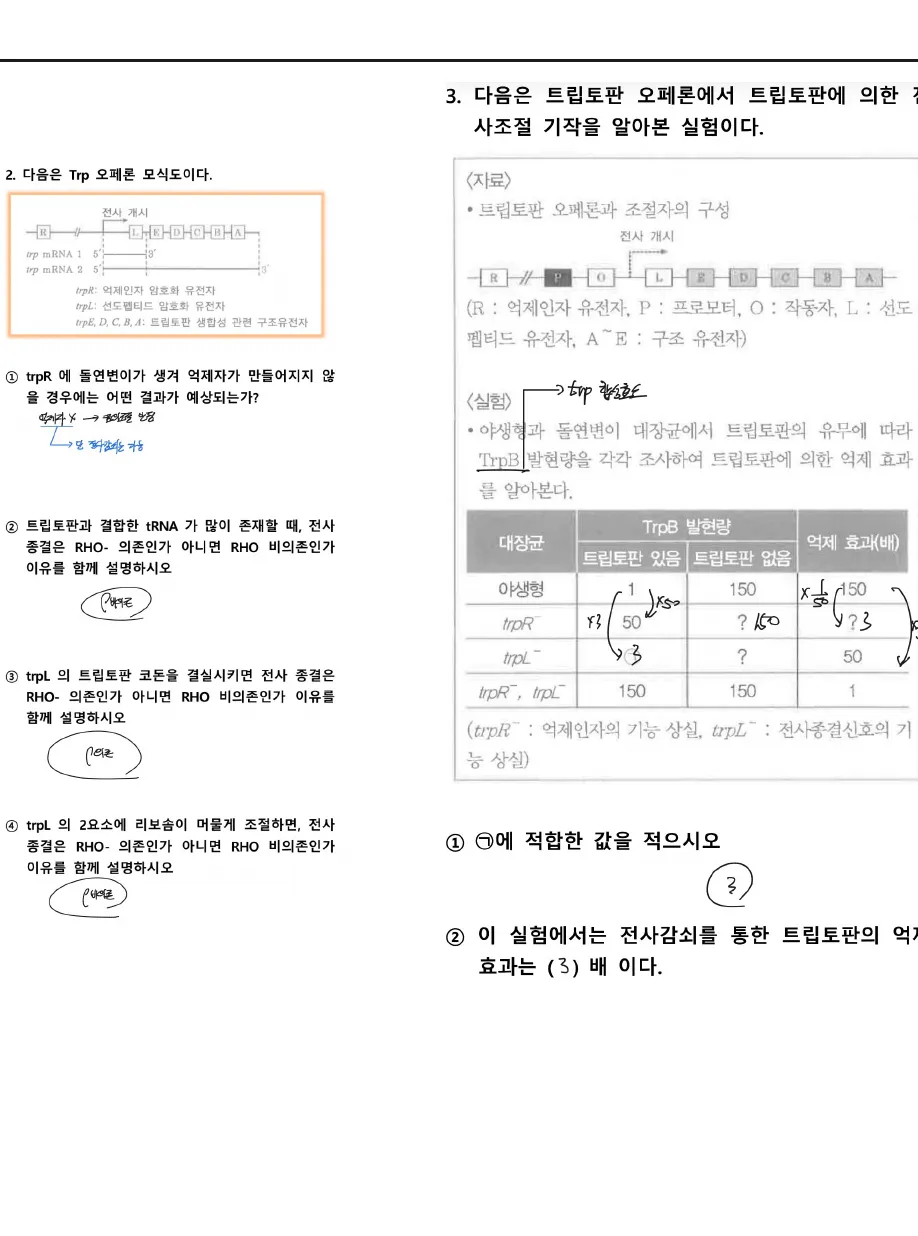 2. 다음은 Trp 오페론 모식도이다.
전사 개시
R L E D C B A
trp mRNA 1 5′ 3′
trp mRNA 2 5′ 3′
trpR: 억제인자 암호화 유전자
trpL: 선도펩티드 암호화 유전자
trpE, D, C, B, A: 트립토판 생합성 관련 구조유전자
① trpR 에 돌연변이가 생겨 억제자가 만들어지지 않
을 경우에는 어떤 결과가 예상되는가?
억제자 X →
② 트립토판과 결합한 tRNA 가 많이 존재할 때, 전사
종결은 RHO- 의존인가 아니면 RHO 비의존인가
이유를 함께 설명하시오
ρ비의존
③ trpL 의 트립토판 코돈을 결실시키면 전사 종결은
RHO- 의존인가 아니면 RHO 비의존인가 이유를
함께 설명하시오
ρ의존
④ trpL 의 2요소에 리보솜이 머물게 조절하면, 전사
종결은 RHO- 의존인가 아니면 RHO 비의존인가
이유를 함께 설명하시오
ρ비의존
3. 다음은 트립토판 오페론에서 트립토판에 의한 전
사조절 기작을 알아본 실험이다.
〈자료〉
• 트립토판 오페론과 조절자의 구성
전사 개시
R P O L E D C B A
(R : 억제인자 유전자, P : 프로모터, O : 작동자, L : 선도
펩티드 유전자, A~E : 구조 유전자)
→ trp
〈실험〉
• 야생형과 돌연변이 대장균에서 트립토판의 유무에 따라
TrpB 발현량을 각각 조사하여 트립토판에 의한 억제 효과
를 알아본다.
대장균 TrpB 발현량 억제 효과(배)
트립토판 있음 트립토판 없음
야생형 1 150 150
×50 ×1/50
trpR⁻ 50 ? 150 ? 3
×3
trpL⁻ 3 ? 50
trpR⁻, trpL⁻ 150 150 1
(trpR⁻ : 억제인자의 기능 상실, trpL⁻ : 전사종결신호의 기
능 상실)
① ㉠에 적합한 값을 적으시오
3
② 이 실험에서는 전사감쇠를 통한 트립토판의 억제
효과는 (3) 배 이다.